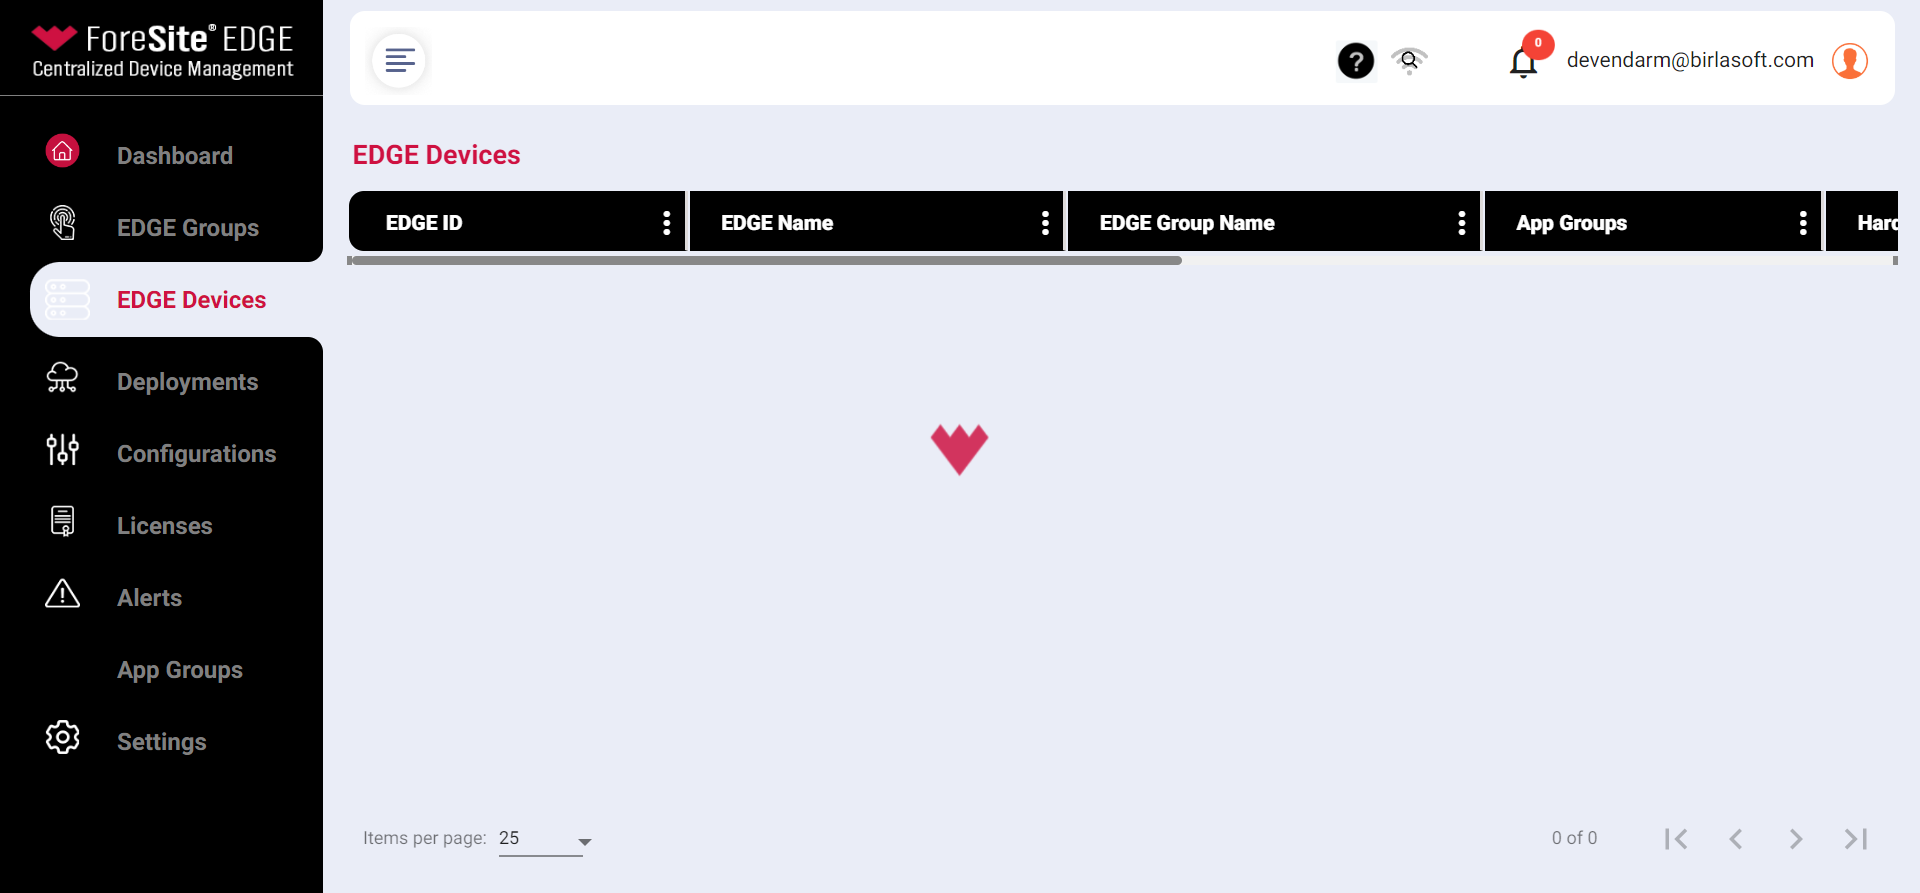 ForeSite® EDGE
Centralized Device Management
Dashboard
EDGE Groups
EDGE Devices
Deployments
Configurations
Licenses
Alerts
App Groups
Settings
?
0
devendarm@birlasoft.com
EDGE Devices
EDGE ID
EDGE Name
EDGE Group Name
App Groups
Hard
Items per page: 25
0 of 0